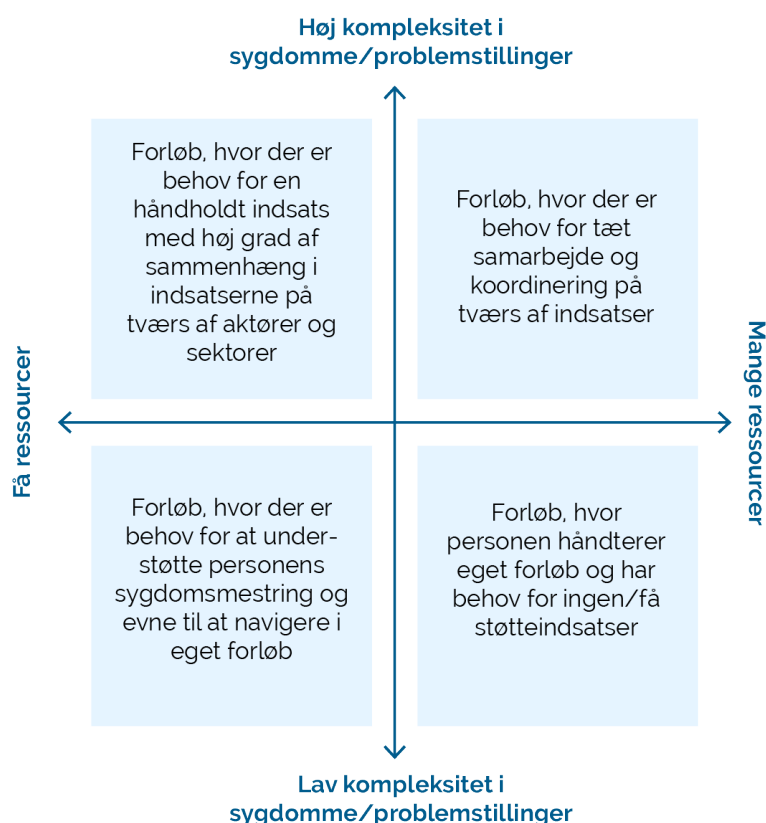 Høj kompleksitet i
sygdomme/problemstillinger
Forløb, hvor der er
behov for en
håndholdt indsats
med høj grad af
sammenhæng i
indsatserne på
tværs af aktører og
sektorer
Forløb, hvor der er
behov for tæt
samarbejde og
koordinering på
tværs af indsatser
Få ressourcer
Mange ressourcer
Forløb, hvor der er
behov for at under-
støtte personens
sygdomsmestring og
evne til at navigere i
eget forløb
Forløb, hvor
personen håndterer
eget forløb og har
behov for ingen/få
støtteindsatser
Lav kompleksitet i
sygdomme/problemstillinger